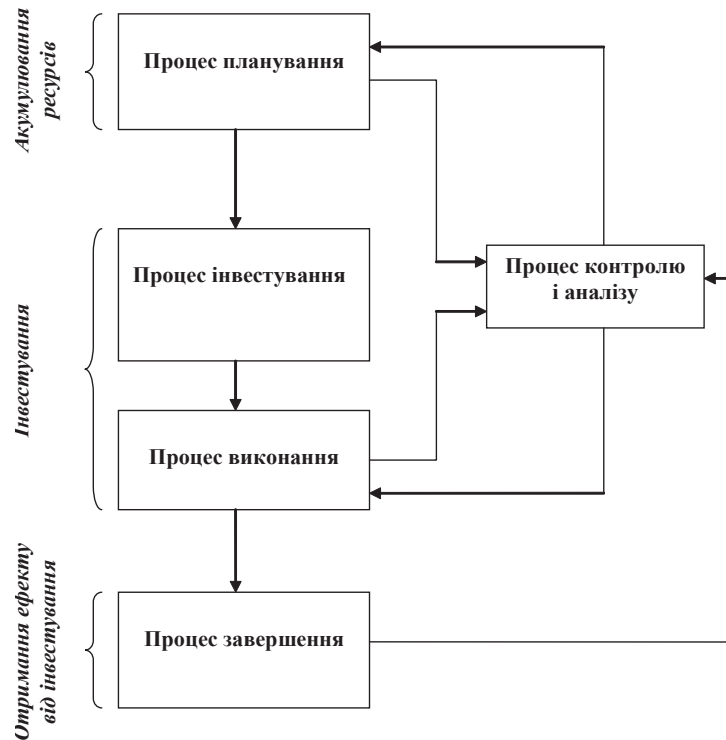 Акумулювання
ресурсів
Процес планування
Інвестування
Процес інвестування
Процес контролю
і аналізу
Процес виконання
Отримання ефекту
від інвестування
Процес завершення